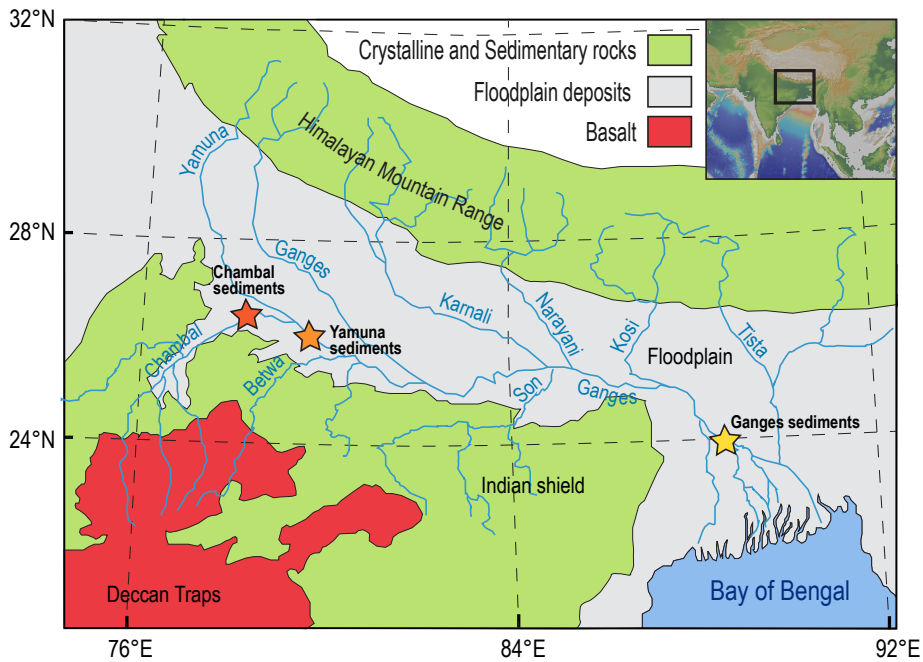 32°N
Crystalline and Sedimentary rocks
Floodplain deposits
Basalt
Himalayan Mountain Range
Yamuna
28°N
Ganges
Chambal
sediments
Karnali
Narayani
Kosi
Tista
Yamuna
sediments
Chambal
Betwa
Floodplain
Son
Ganges
Ganges sediments
24°N
Indian shield
Deccan Traps
Bay of Bengal
76°E
84°E
92°E